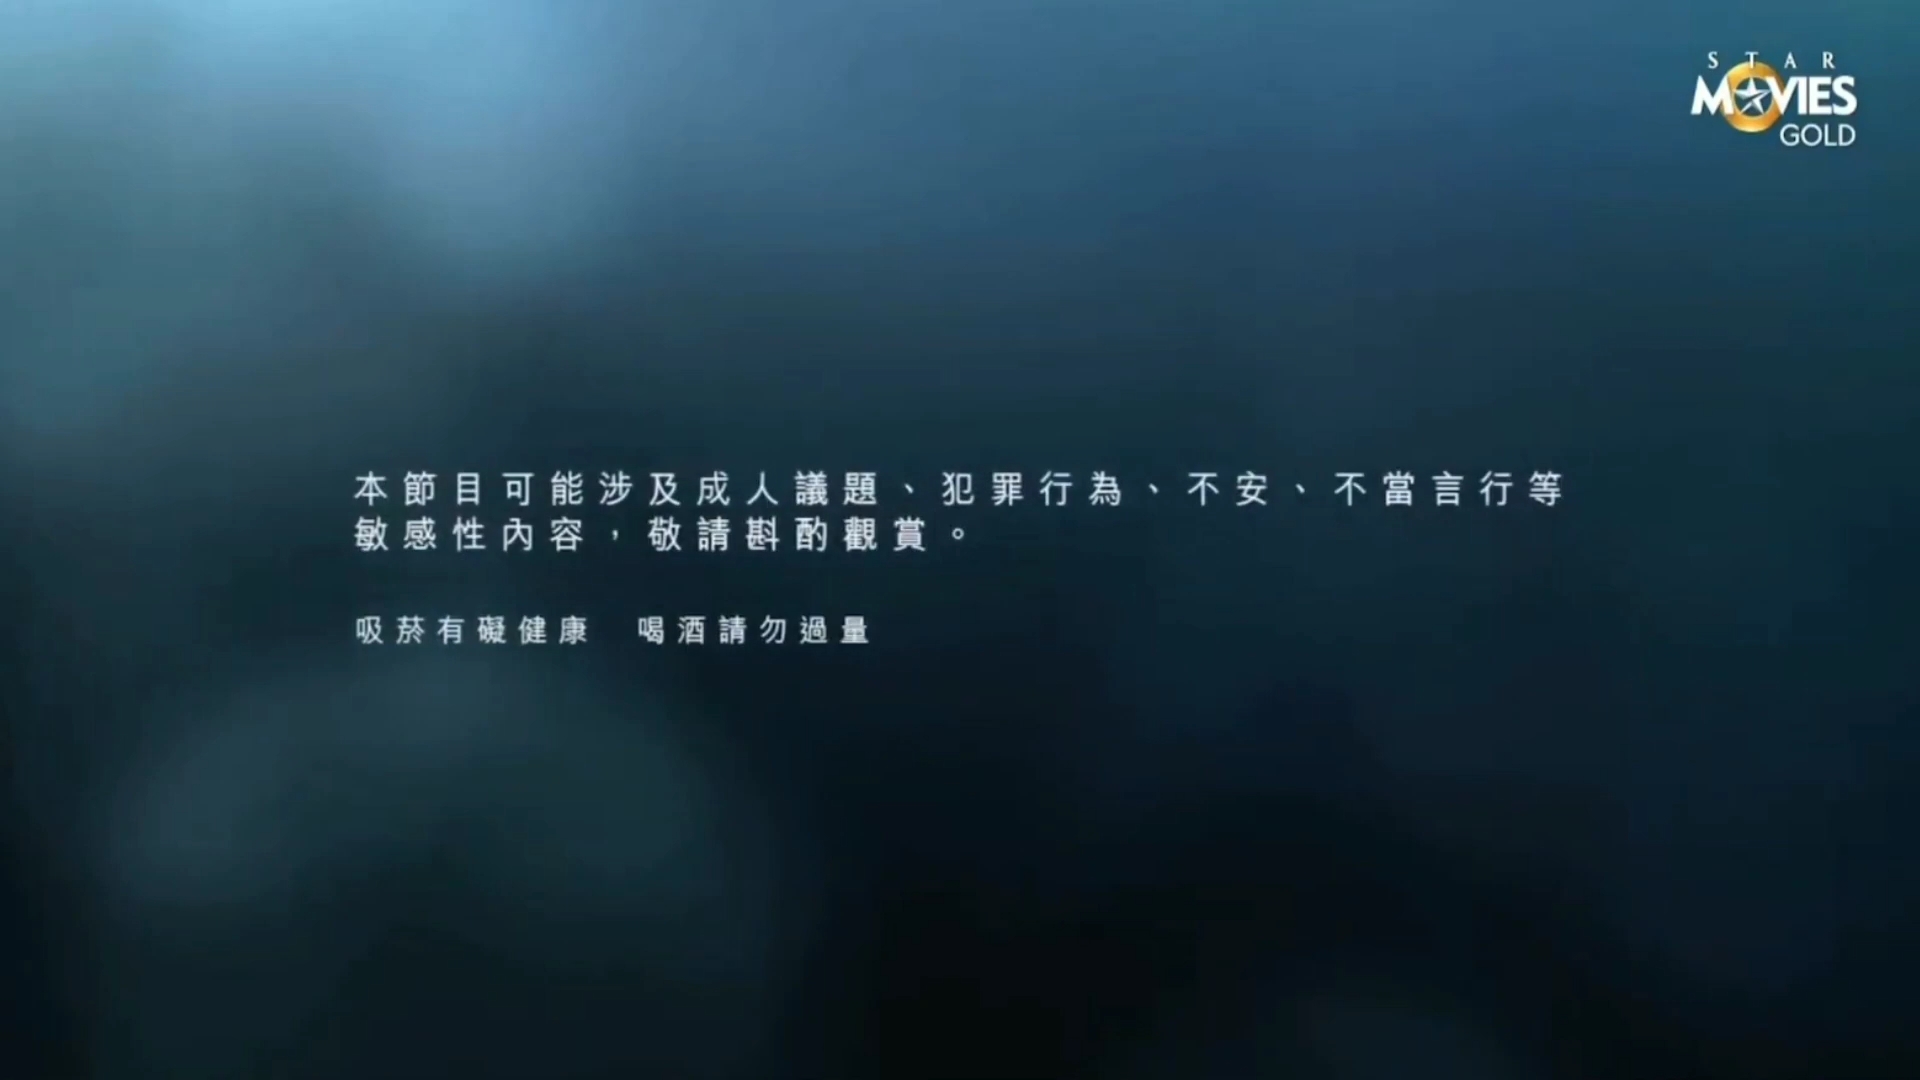 STAR
MOVIES
GOLD
本節目可能涉及成人議題、犯罪行為、不安、不當言行等
敏感性內容，敬請斟酌觀賞。
吸菸有礙健康　喝酒請勿過量